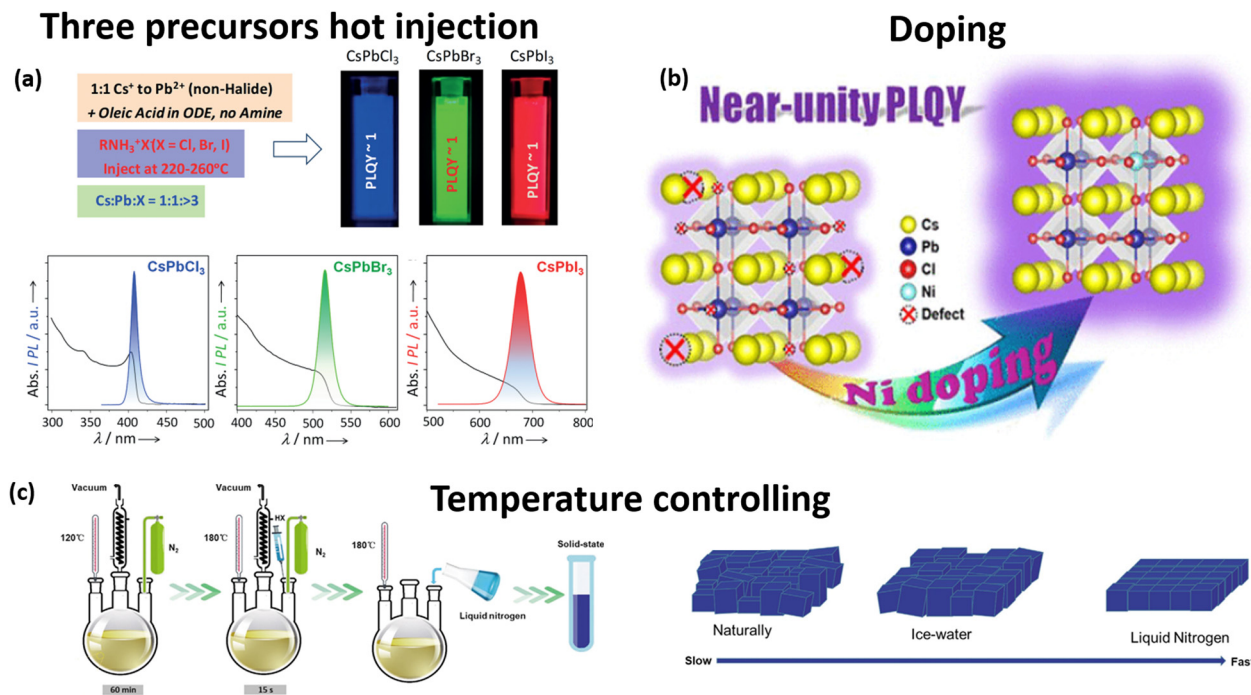 Three precursors hot injection
(a)
1:1 Cs⁺ to Pb²⁺ (non-Halide)
+ Oleic Acid in ODE, no Amine
RNH₃⁺X⁻(X = Cl, Br, I)
Inject at 220-260°C
Cs:Pb:X = 1:1:>3
CsPbCl₃
CsPbBr₃
CsPbI₃
PLQY ~ 1
PLQY ~ 1
PLQY ~ 1
CsPbCl₃
Abs. I PL / a.u. →
300 350 400 450 500
λ / nm →
CsPbBr₃
Abs. I PL / a.u. →
400 450 500 550 600
λ / nm →
CsPbI₃
Abs. I PL / a.u. →
500 600 700 800
λ / nm →
Doping
(b)
Near-unity PLQY
Cs
Pb
Cl
Ni
Defect
Ni doping
(c)
Temperature controlling
Vacuum
120℃
N₂
60 min
Vacuum
180℃
HX
N₂
15 s
180℃
Liquid nitrogen
Solid-state
Naturally
Ice-water
Liquid Nitrogen
Slow
Fas